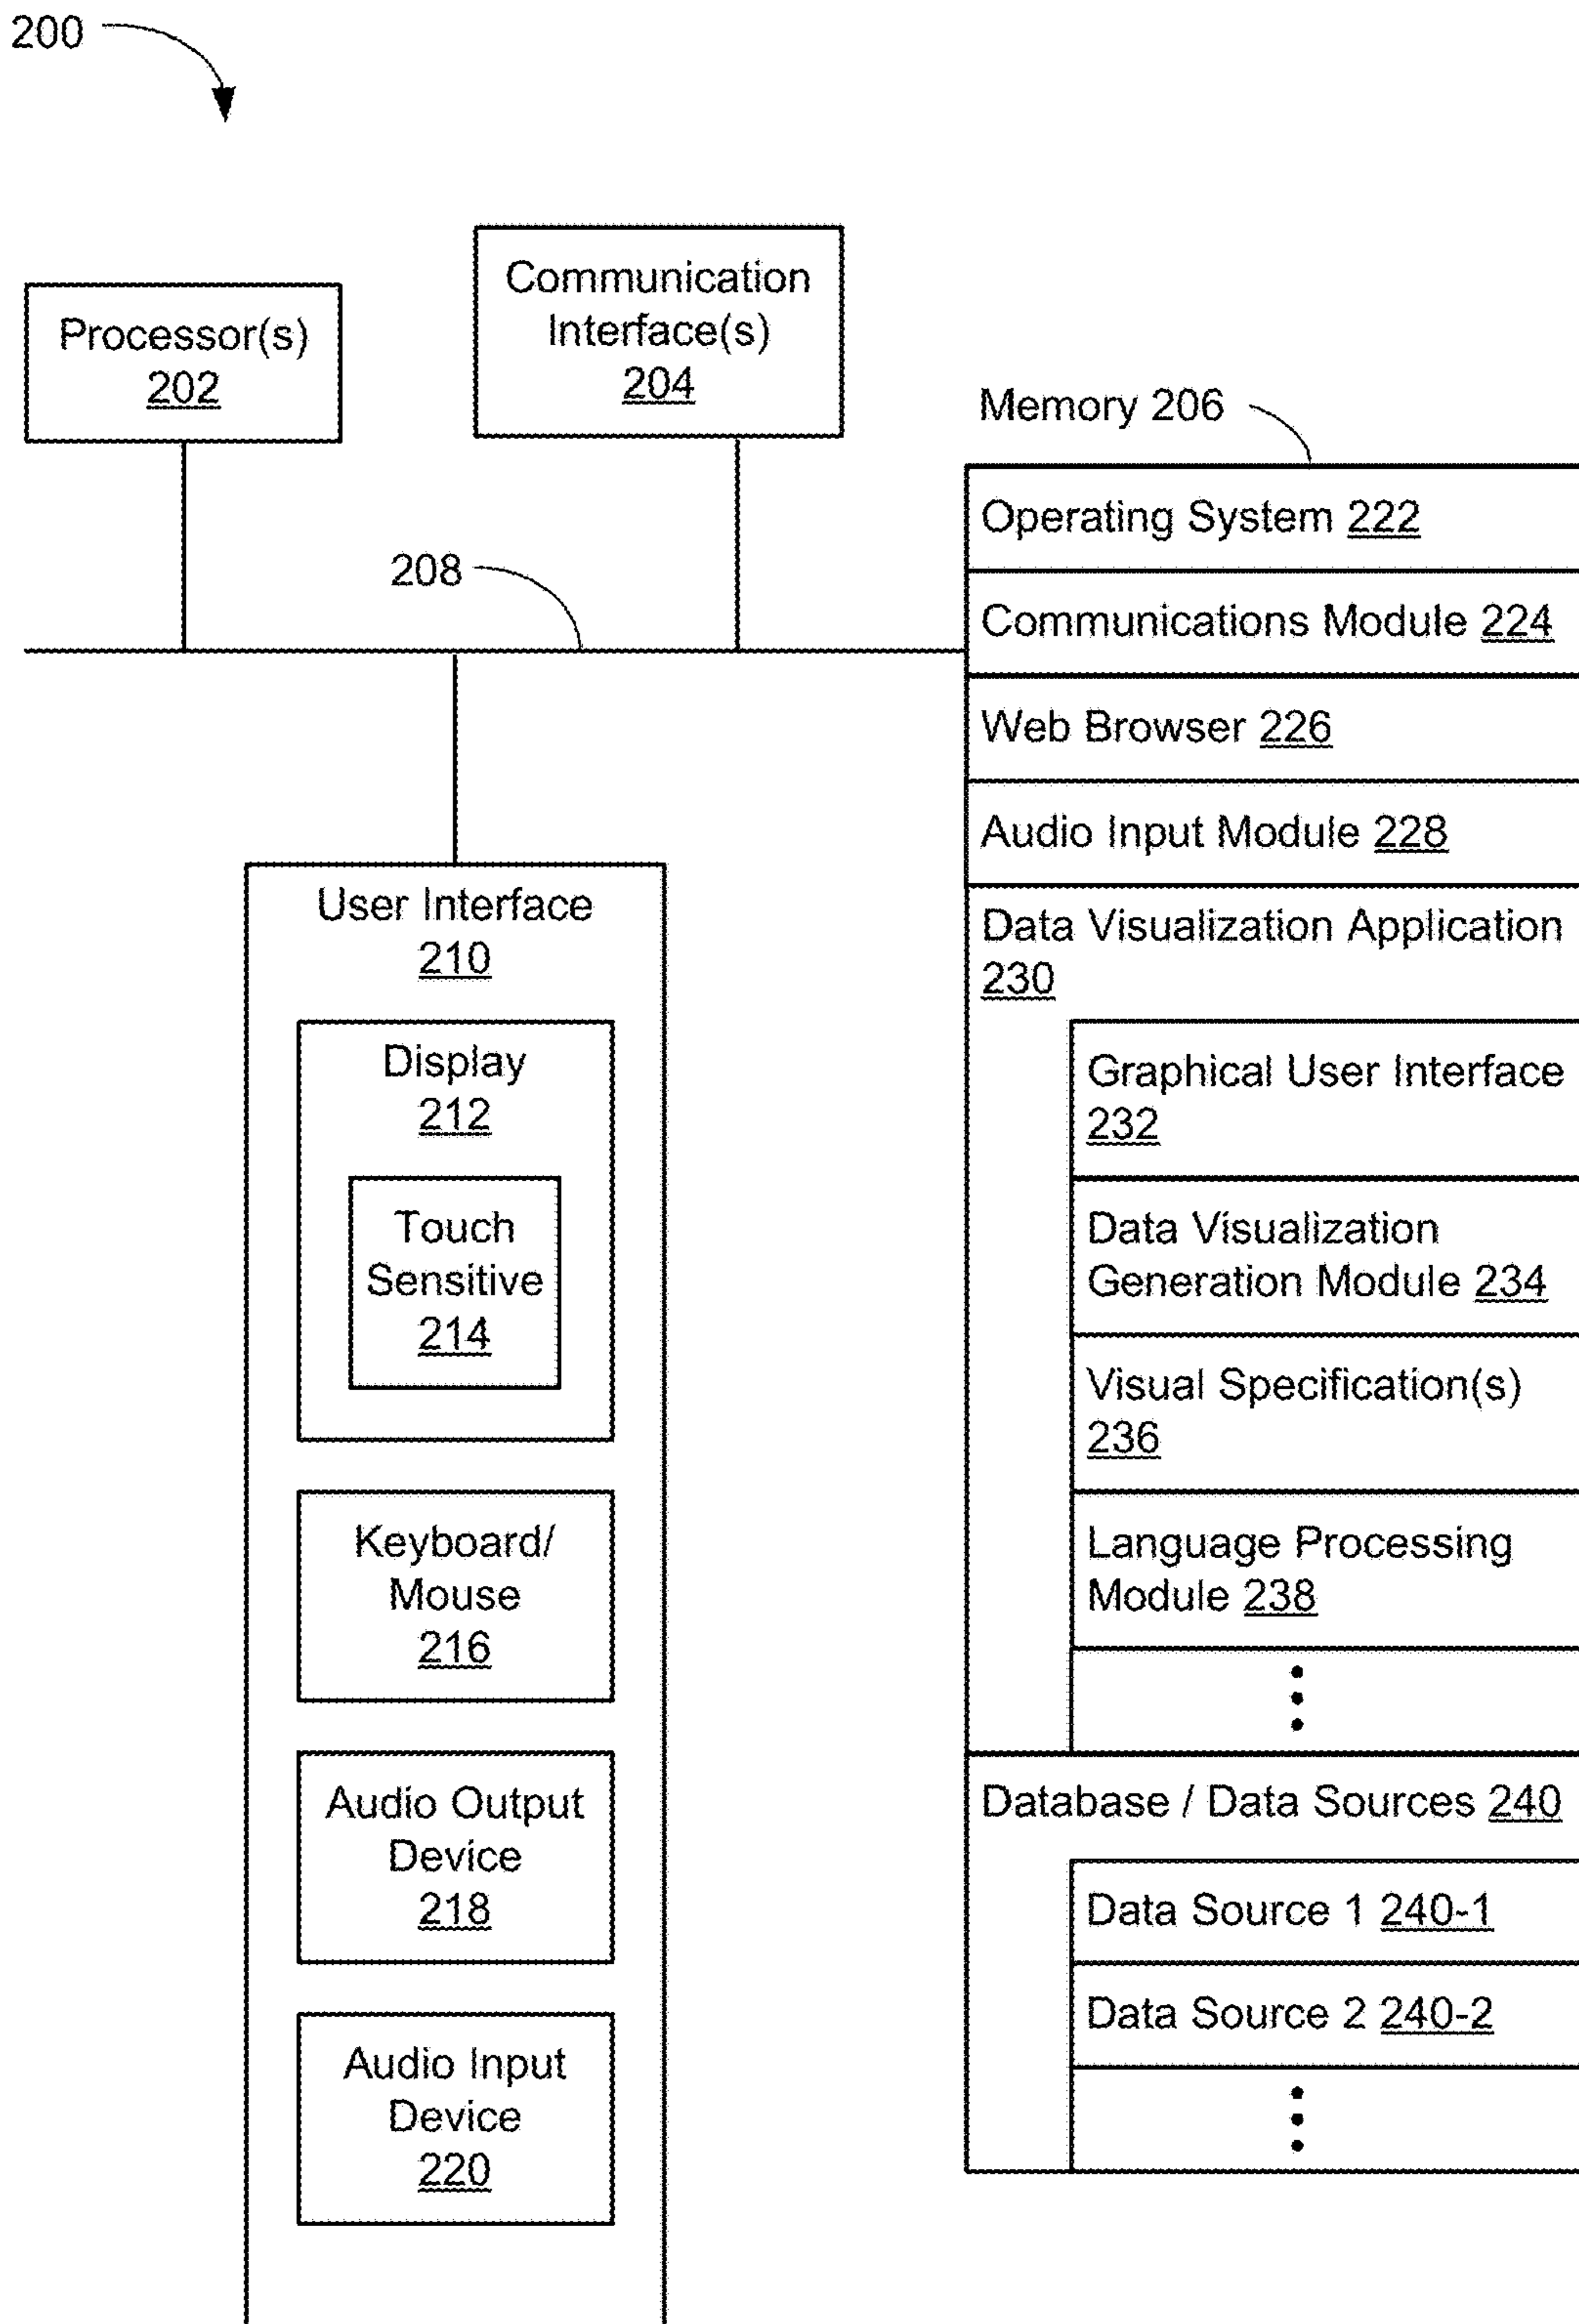 200
Processor(s)
202
Communication
Interface(s)
204
208
Memory 206
Operating System 222
Communications Module 224
Web Browser 226
Audio Input Module 228
Data Visualization Application
230
Graphical User Interface
232
Data Visualization
Generation Module 234
Visual Specification(s)
236
Language Processing
Module 238
Database / Data Sources 240
Data Source 1 240-1
Data Source 2 240-2
User Interface
210
Display
212
Touch
Sensitive
214
Keyboard/
Mouse
216
Audio Output
Device
218
Audio Input
Device
220